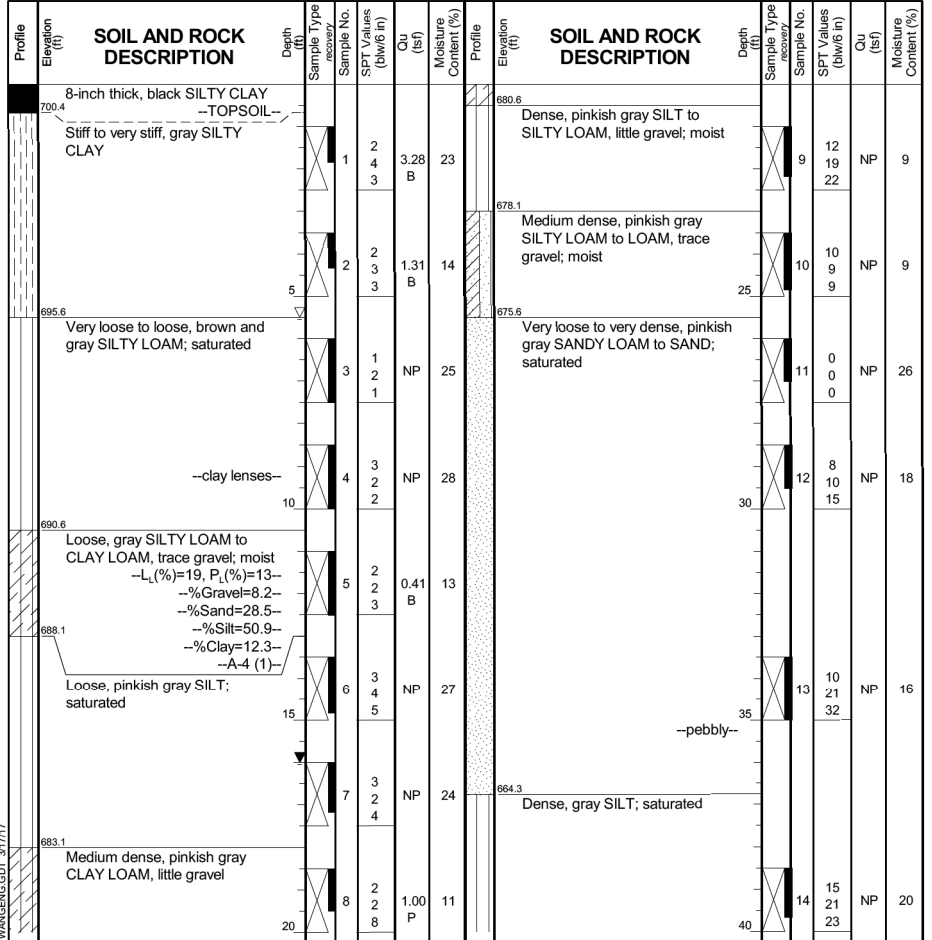 Profile
Elevation (ft)
SOIL AND ROCK
DESCRIPTION
Depth (ft)
Sample Type
recovery
Sample No.
SPT Values
(blw/6 in)
Qu
(tsf)
Moisture
Content (%)
8-inch thick, black SILTY CLAY
700.4
--TOPSOIL--
Stiff to very stiff, gray SILTY
CLAY
1
2
4
3
3.28
B
23
2
2
3
3
1.31
B
14
5
695.6
Very loose to loose, brown and
gray SILTY LOAM; saturated
3
1
2
1
NP
25
--clay lenses--
4
3
2
2
NP
28
10
690.6
Loose, gray SILTY LOAM to
CLAY LOAM, trace gravel; moist
--LL(%)=19, PL(%)=13--
--%Gravel=8.2--
--%Sand=28.5--
--%Silt=50.9--
--%Clay=12.3--
--A-4 (1)--
5
2
2
3
0.41
B
13
688.1
Loose, pinkish gray SILT;
saturated
6
3
4
5
NP
27
15
7
3
2
4
NP
24
683.1
Medium dense, pinkish gray
CLAY LOAM, little gravel
8
2
2
8
1.00
P
11
20
WANGENG.GDT 3/17/17
Profile
Elevation (ft)
SOIL AND ROCK
DESCRIPTION
Depth (ft)
Sample Type
recovery
Sample No.
SPT Values
(blw/6 in)
Qu
(tsf)
Moisture
Content (%)
680.6
Dense, pinkish gray SILT to
SILTY LOAM, little gravel; moist
9
12
19
22
NP
9
678.1
Medium dense, pinkish gray
SILTY LOAM to LOAM, trace
gravel; moist
10
10
9
9
NP
9
25
675.6
Very loose to very dense, pinkish
gray SANDY LOAM to SAND;
saturated
11
0
0
0
NP
26
12
8
10
15
NP
18
30
13
10
21
32
NP
16
35
--pebbly--
664.3
Dense, gray SILT; saturated
14
15
21
23
NP
20
40